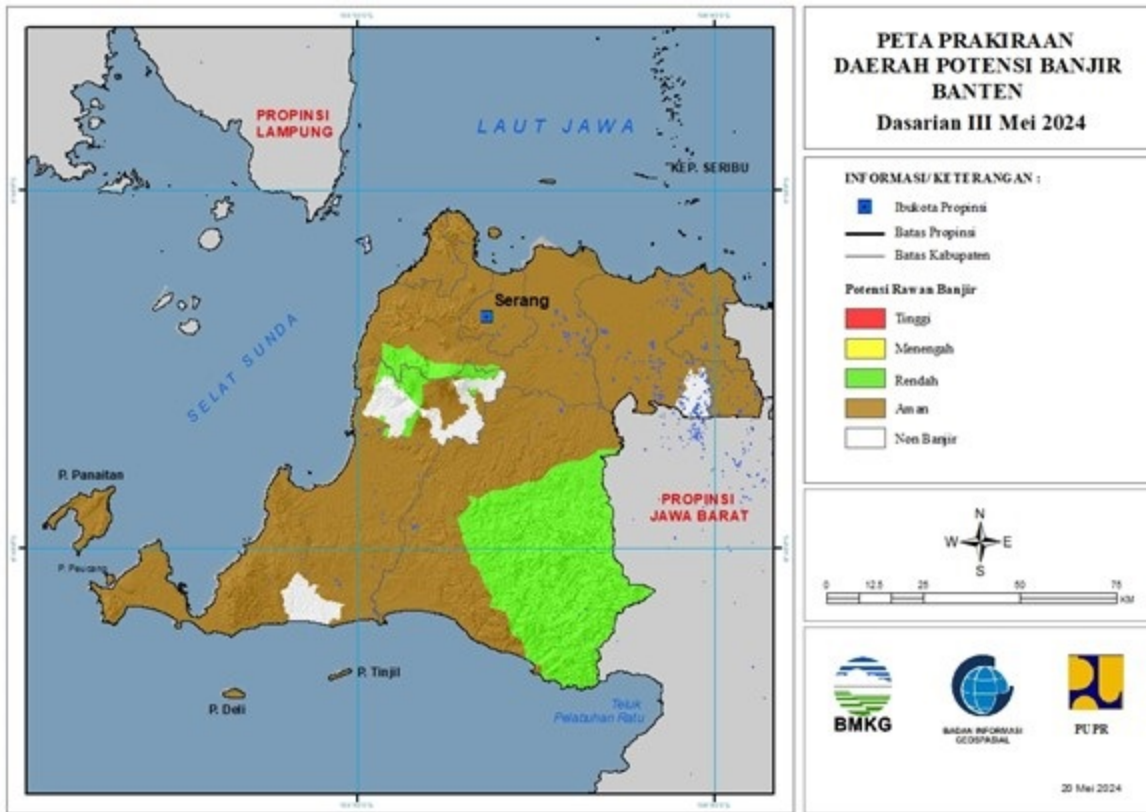 PETA PRAKIRAAN
DAERAH POTENSI BANJIR
BANTEN
Dasarian III Mei 2024
PROPINSI
LAMPUNG
LAUT JAWA
KEP. SERIBU
Serang
SELAT SUNDA
P. Panaitan
P. Peucang
PROPINSI
JAWA BARAT
P. Tinjil
P. Deli
Teluk
Pelabuhan Ratu
INFORMASI/KETERANGAN :
Ibukota Propinsi
Batas Propinsi
Batas Kabupaten
Potensi Rawan Banjir
Tinggi
Menengah
Rendah
Aman
Non Banjir
N
W E
S
0 12.5 25 50 75
KM
BMKG
BADAN INFORMASI
GEOSPASIAL
PUPR
20 Mei 2024